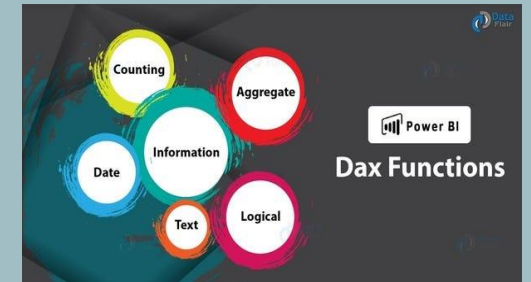 Data
Flair
Counting
Aggregate
Information
Date
Text
Logical
Power BI
Dax Functions